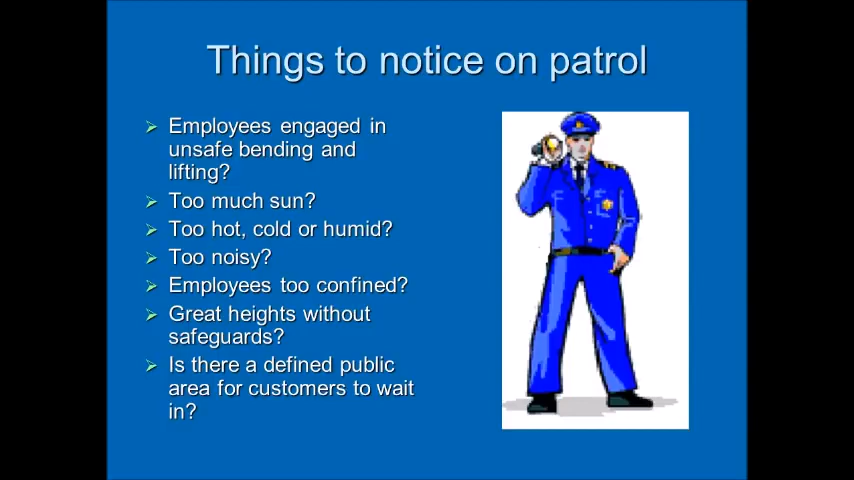 Things to notice on patrol
Employees engaged in
unsafe bending and
lifting?
Too much sun?
Too hot, cold or humid?
Too noisy?
Employees too confined?
Great heights without
safeguards?
Is there a defined public
area for customers to wait
in?